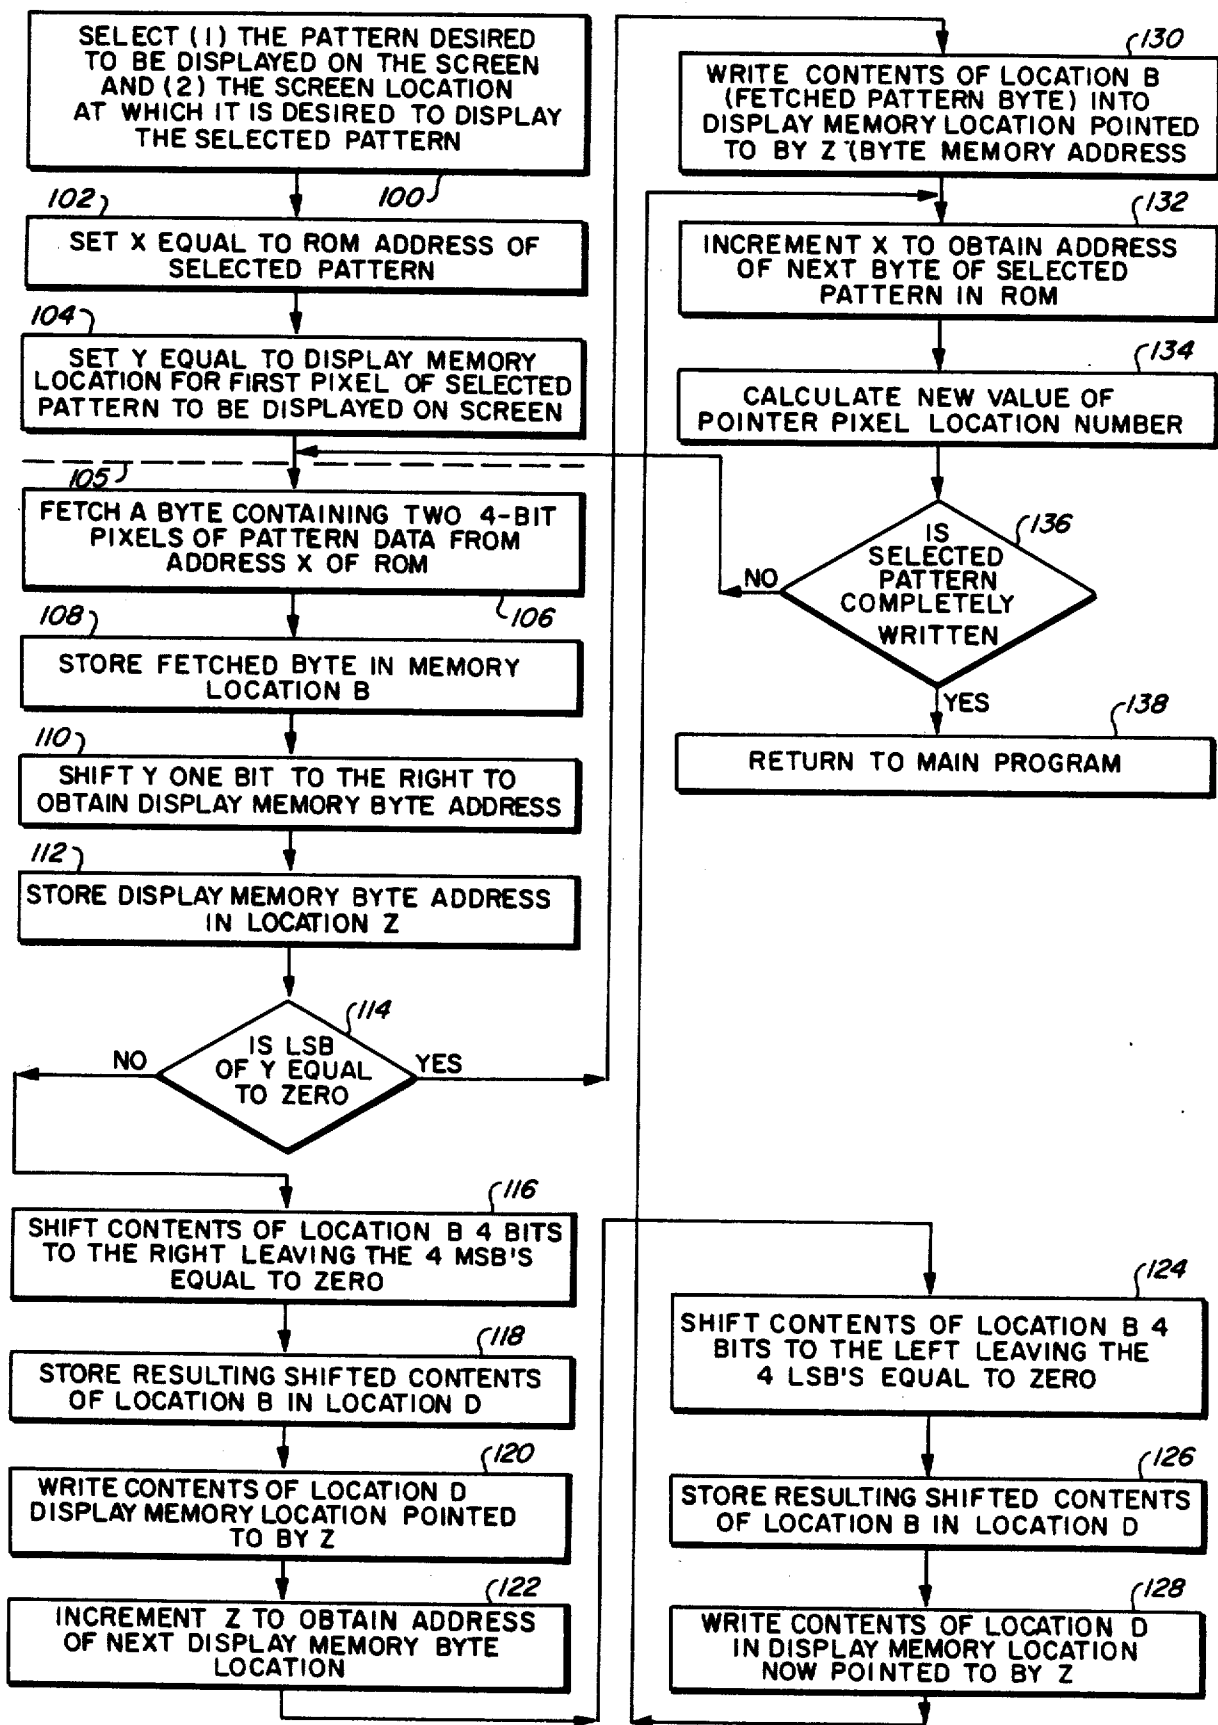 SELECT (1) THE PATTERN DESIRED
TO BE DISPLAYED ON THE SCREEN
AND (2) THE SCREEN LOCATION
AT WHICH IT IS DESIRED TO DISPLAY
THE SELECTED PATTERN
100
102
SET X EQUAL TO ROM ADDRESS OF
SELECTED PATTERN
104
SET Y EQUAL TO DISPLAY MEMORY
LOCATION FOR FIRST PIXEL OF SELECTED
PATTERN TO BE DISPLAYED ON SCREEN
105
FETCH A BYTE CONTAINING TWO 4-BIT
PIXELS OF PATTERN DATA FROM
ADDRESS X OF ROM
106
108
STORE FETCHED BYTE IN MEMORY
LOCATION B
110
SHIFT Y ONE BIT TO THE RIGHT TO
OBTAIN DISPLAY MEMORY BYTE ADDRESS
112
STORE DISPLAY MEMORY BYTE ADDRESS
IN LOCATION Z
114
IS LSB
OF Y EQUAL
TO ZERO
NO
YES
116
SHIFT CONTENTS OF LOCATION B 4 BITS
TO THE RIGHT LEAVING THE 4 MSB'S
EQUAL TO ZERO
118
STORE RESULTING SHIFTED CONTENTS
OF LOCATION B IN LOCATION D
120
WRITE CONTENTS OF LOCATION D
DISPLAY MEMORY LOCATION POINTED
TO BY Z
122
INCREMENT Z TO OBTAIN ADDRESS
OF NEXT DISPLAY MEMORY BYTE
LOCATION
124
SHIFT CONTENTS OF LOCATION B 4
BITS TO THE LEFT LEAVING THE
4 LSB'S EQUAL TO ZERO
126
STORE RESULTING SHIFTED CONTENTS
OF LOCATION B IN LOCATION D
128
WRITE CONTENTS OF LOCATION D
IN DISPLAY MEMORY LOCATION
NOW POINTED TO BY Z
130
WRITE CONTENTS OF LOCATION B
(FETCHED PATTERN BYTE) INTO
DISPLAY MEMORY LOCATION POINTED
TO BY Z (BYTE MEMORY ADDRESS
132
INCREMENT X TO OBTAIN ADDRESS
OF NEXT BYTE OF SELECTED
PATTERN IN ROM
134
CALCULATE NEW VALUE OF
POINTER PIXEL LOCATION NUMBER
136
IS
SELECTED
PATTERN
COMPLETELY
WRITTEN
NO
YES
138
RETURN TO MAIN PROGRAM